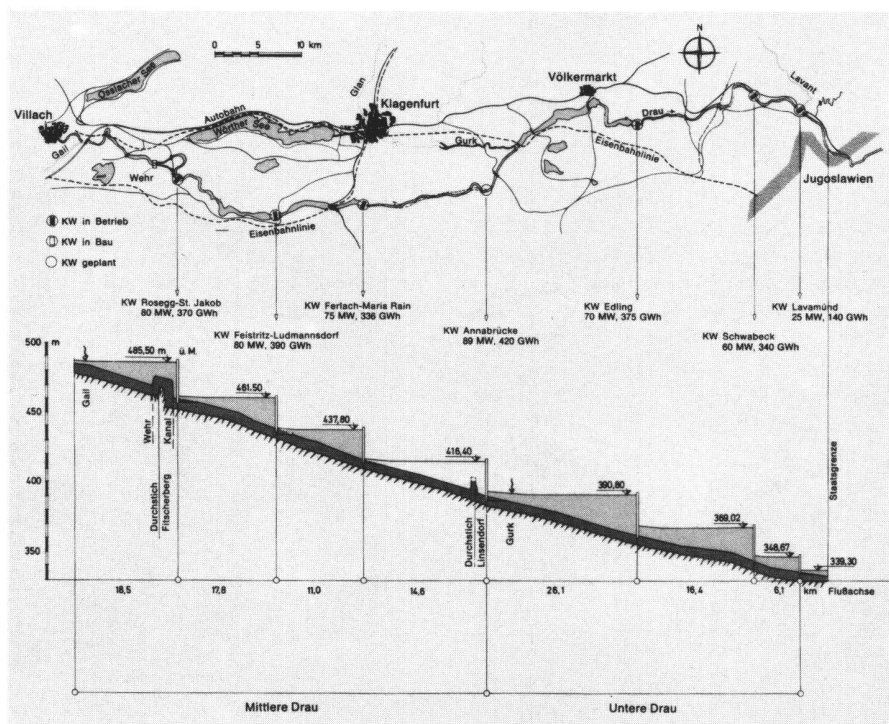 N
0 5 10 km
Ossiacher See
Villach
Autobahn
Wörther See
Glan
Klagenfurt
Völkermarkt
Drau
Lavant
Gail
Gurk
Eisenbahnlinie
Wehr
Jugoslawien
KW in Betrieb
KW in Bau
KW geplant
Eisenbahnlinie
KW Rosegg-St. Jakob
80 MW, 370 GWh
KW Ferlach-Maria Rain
75 MW, 336 GWh
KW Edling
70 MW, 375 GWh
KW Lavamünd
25 MW, 140 GWh
KW Feistritz-Ludmannsdorf
80 MW, 390 GWh
KW Annabrücke
89 MW, 420 GWh
KW Schwabeck
60 MW, 340 GWh
500
m
485,50 m ü. M.
Gail
461.50
450
437,80
Wehr
Kanal
416,40
400
Durchstich
Fitscherberg
390,80
Staatsgrenze
Durchstich
Linsendorf
Gurk
369,02
348,67
350
339,30
18,5
17,8
11,0
14,6
26,1
16,4
6,1
km Flußachse
Mittlere Drau
Untere Drau